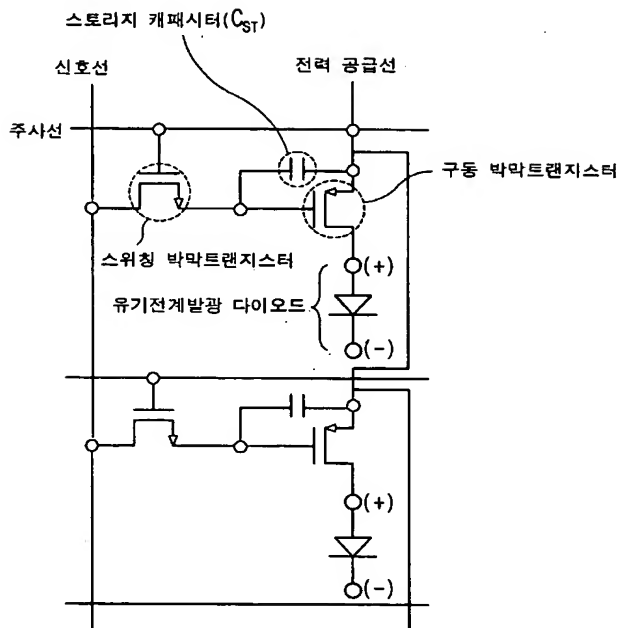 스토리지 캐패시터(C_ST)
신호선
전력 공급선
주사선
구동 박막트랜지스터
스위칭 박막트랜지스터
(+)
유기전계발광 다이오드
(-)
(+)
(-)